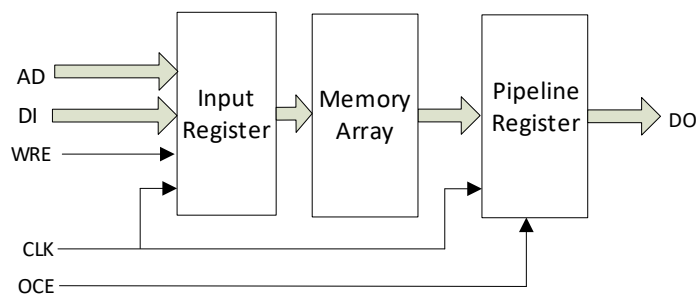 AD
DI
WRE
CLK
OCE
Input
Register
Memory
Array
Pipeline
Register
DO